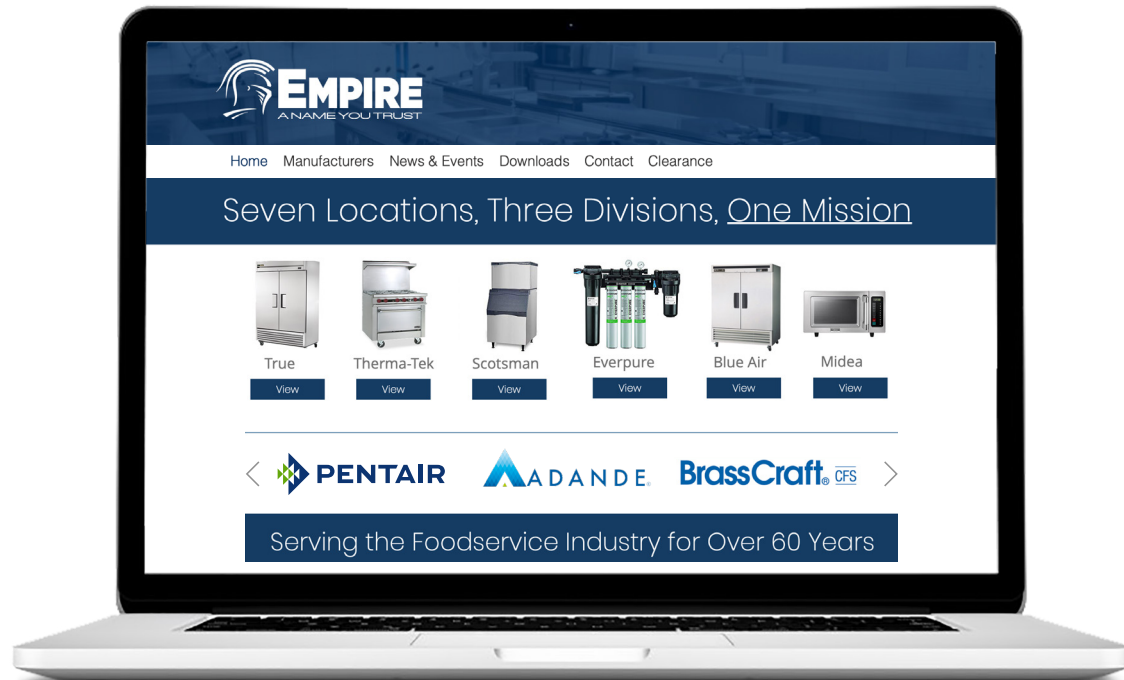 EMPIRE
A NAME YOU TRUST
Home Manufacturers News & Events Downloads Contact Clearance
Seven Locations, Three Divisions, One Mission
True Therma-Tek Scotsman Everpure Blue Air Midea
View View View View View View
PENTAIR ADANDE® BrassCraft® CFS
Serving the Foodservice Industry for Over 60 Years